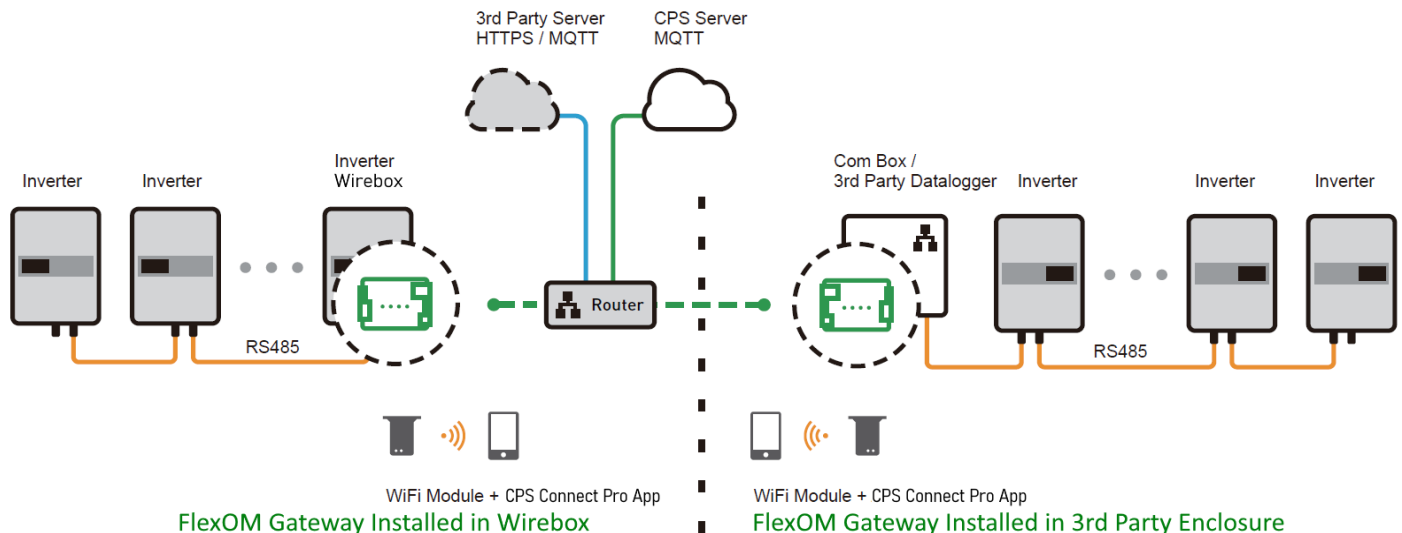 3rd Party Server
HTTPS / MQTT
CPS Server
MQTT
Inverter
Inverter
Inverter
Wirebox
Com Box /
3rd Party Datalogger
Inverter
Inverter
Inverter
Router
RS485
RS485
WiFi Module + CPS Connect Pro App
WiFi Module + CPS Connect Pro App
FlexOM Gateway Installed in Wirebox
FlexOM Gateway Installed in 3rd Party Enclosure